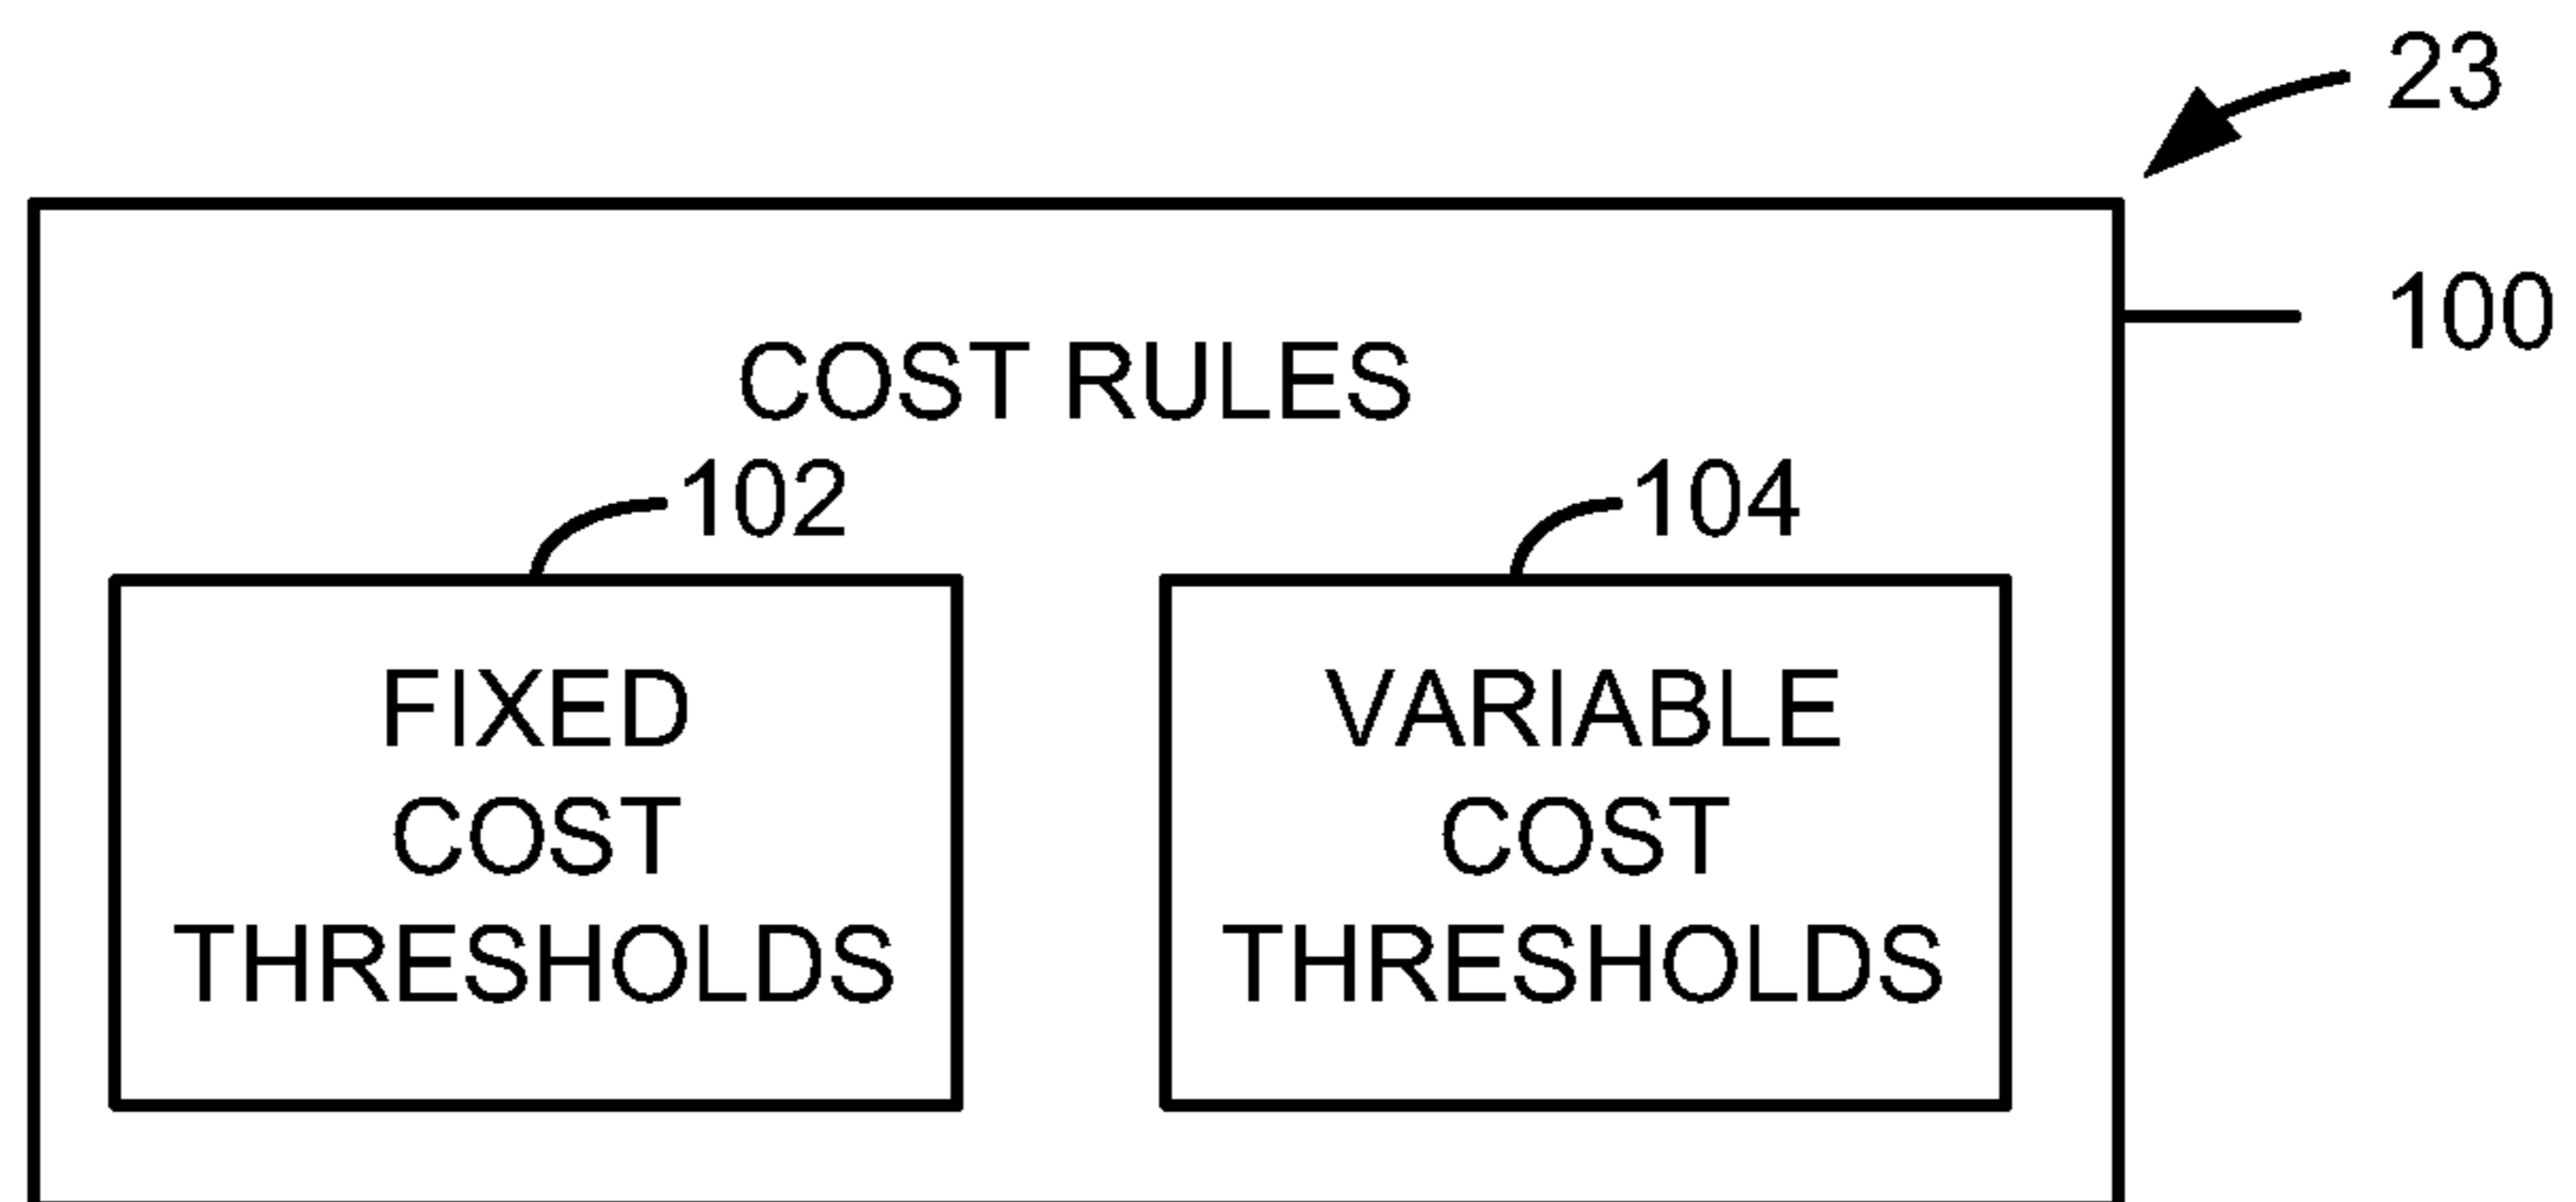 23
100
COST RULES
102
104
FIXED
COST
THRESHOLDS
VARIABLE
COST
THRESHOLDS